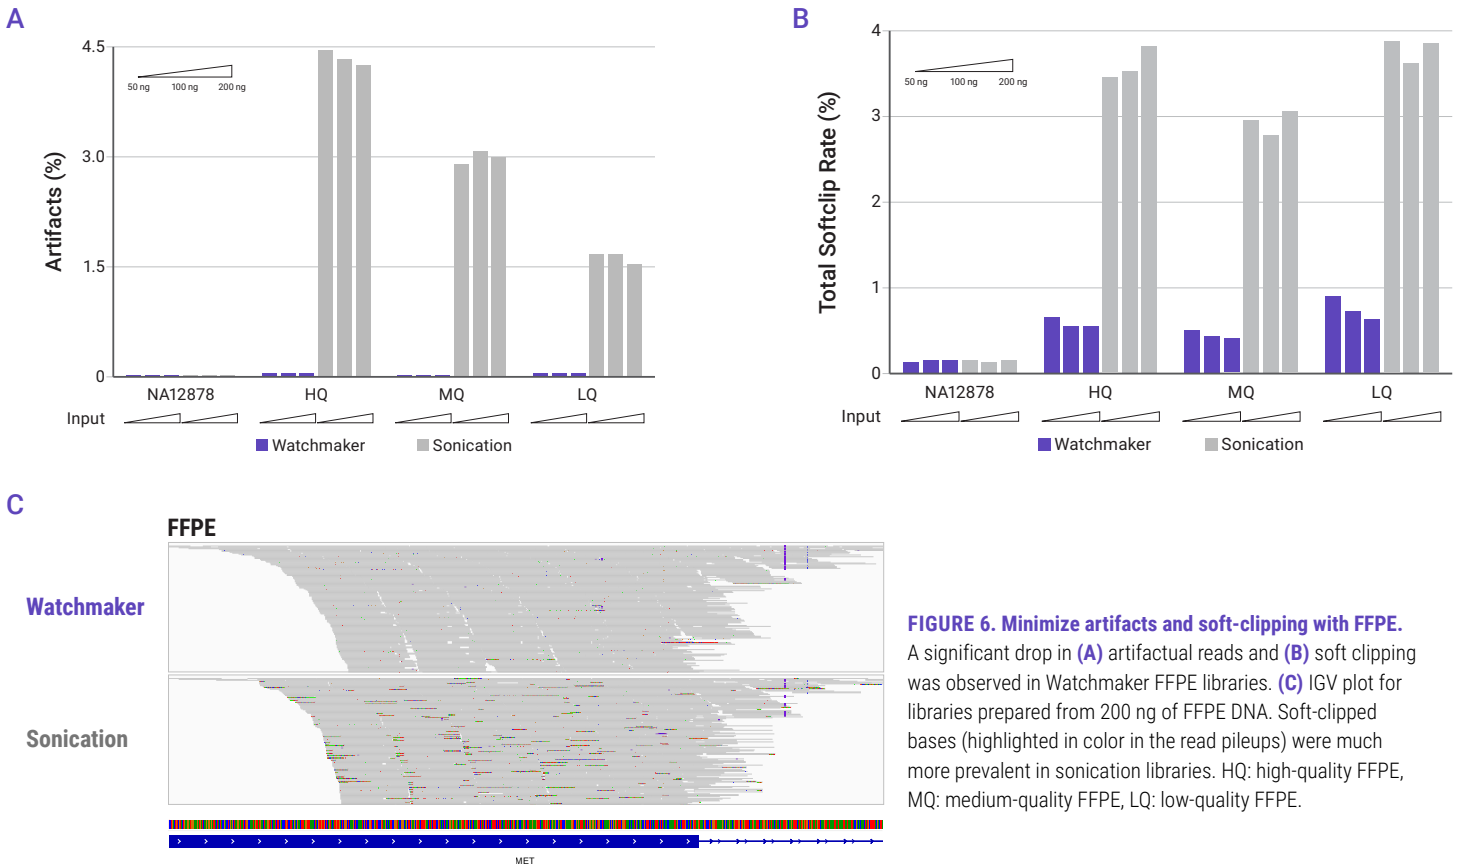 A
4.5
3.0
1.5
0
Artifacts (%)
50 ng 100 ng 200 ng
NA12878 HQ MQ LQ
Input
Watchmaker Sonication
B
4
3
2
1
0
Total Softclip Rate (%)
50 ng 100 ng 200 ng
NA12878 HQ MQ LQ
Input
Watchmaker Sonication
C
FFPE
Watchmaker
Sonication
MET
FIGURE 6. Minimize artifacts and soft-clipping with FFPE.
A significant drop in (A) artifactual reads and (B) soft clipping
was observed in Watchmaker FFPE libraries. (C) IGV plot for
libraries prepared from 200 ng of FFPE DNA. Soft-clipped
bases (highlighted in color in the read pileups) were much
more prevalent in sonication libraries. HQ: high-quality FFPE,
MQ: medium-quality FFPE, LQ: low-quality FFPE.